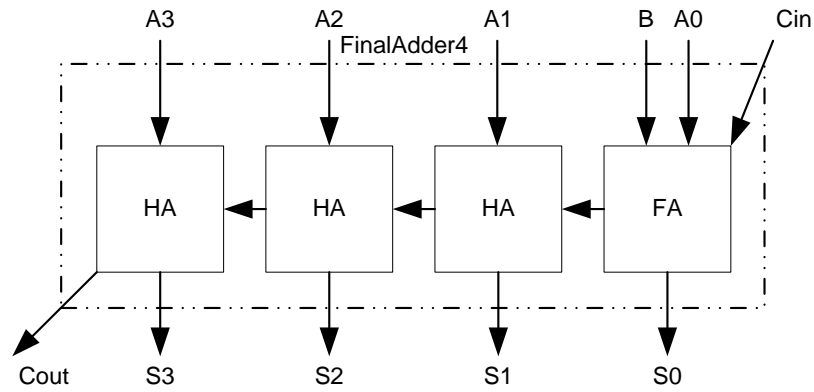 A3 A2 A1 B A0 Cin
FinalAdder4
HA HA HA FA
Cout S3 S2 S1 S0